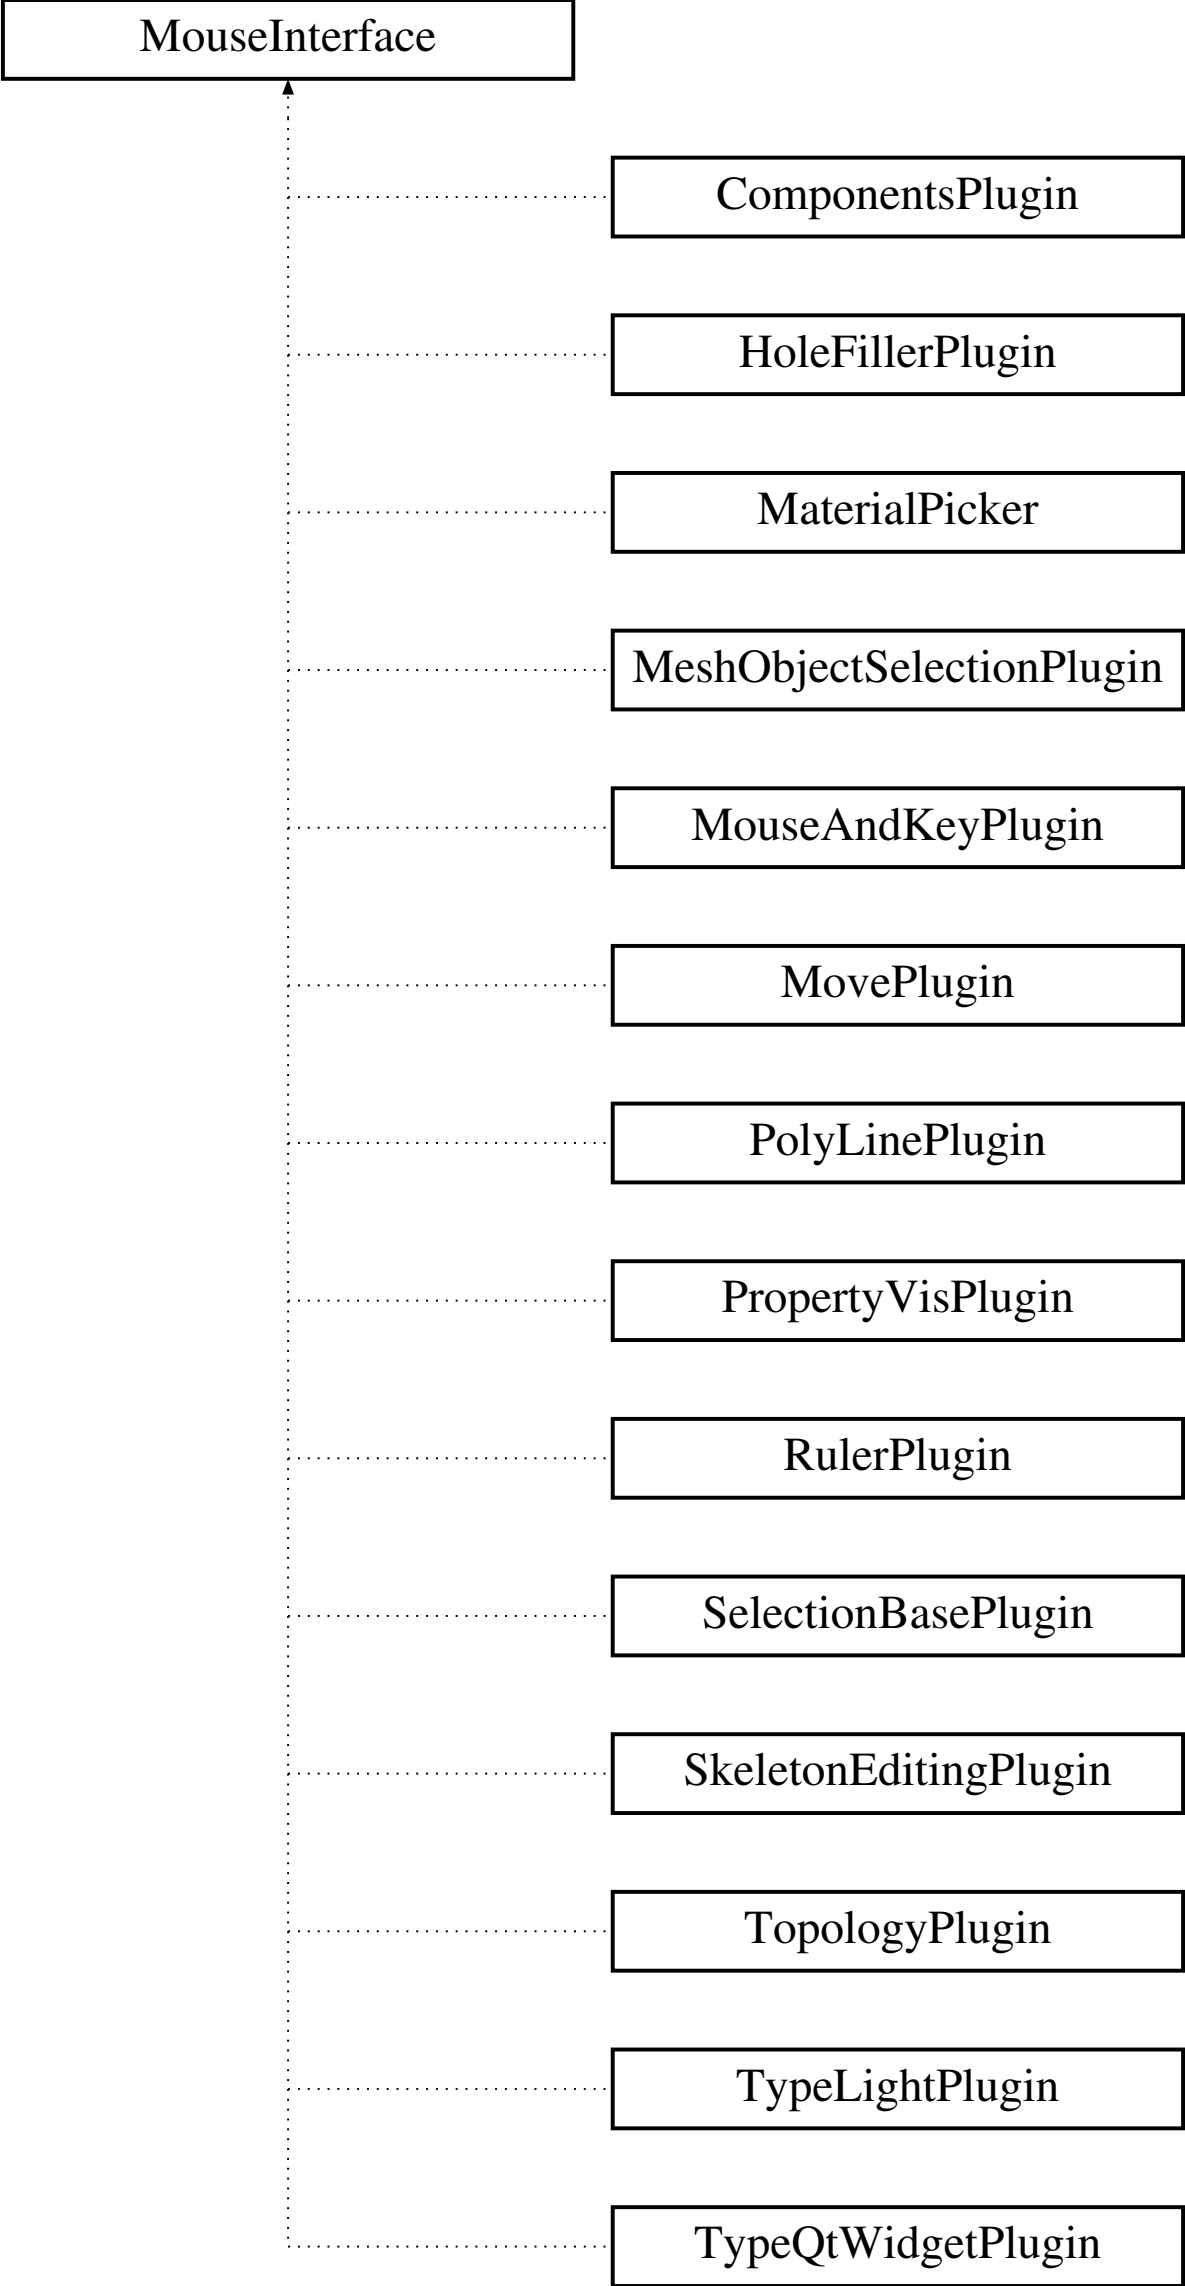 MouseInterface
ComponentsPlugin
HoleFillerPlugin
MaterialPicker
MeshObjectSelectionPlugin
MouseAndKeyPlugin
MovePlugin
PolyLinePlugin
PropertyVisPlugin
RulerPlugin
SelectionBasePlugin
SkeletonEditingPlugin
TopologyPlugin
TypeLightPlugin
TypeQtWidgetPlugin